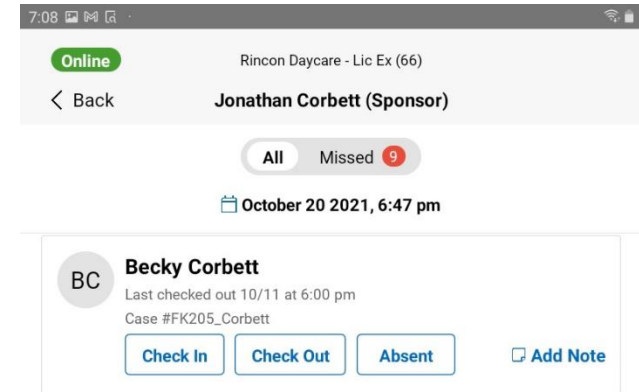 7:08
Online
Rincon Daycare - Lic Ex (66)
Back
Jonathan Corbett (Sponsor)
All Missed 9
October 20 2021, 6:47 pm
BC
Becky Corbett
Last checked out 10/11 at 6:00 pm
Case #FK205_Corbett
Check In Check Out Absent Add Note